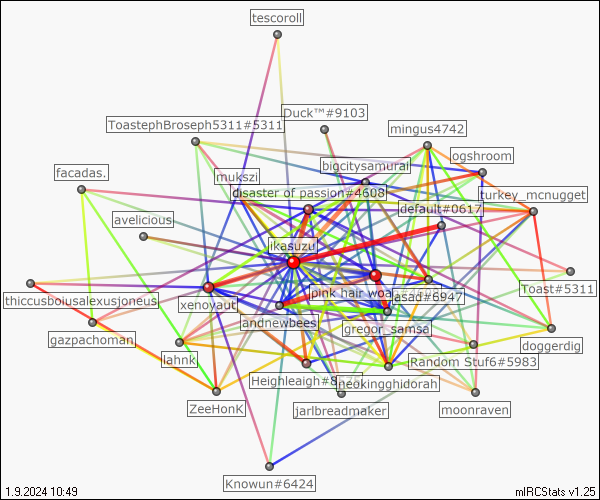 tescoroll
Duck™#9103
ToastephBroseph5311#5311
mingus4742
ogshroom
bigcitysamurai
facadas.
mukszi
disaster of passion#4608
turkey_mcnugget
default#0617
avelicious
ikasuzu
Toast#5311
pink hair woa
asad#6947
thiccusboiusalexusjoneus
xenoyaut
andnewbees
gregor_samsa
gazpachoman
doggerdig
lahnk
Random Stuf6#5983
Heighleaigh#8
neokingghidorah
ZeeHonK
jarlbreadmaker
moonraven
Knowun#6424
1.9.2024 10:49
mIRCStats v1.25